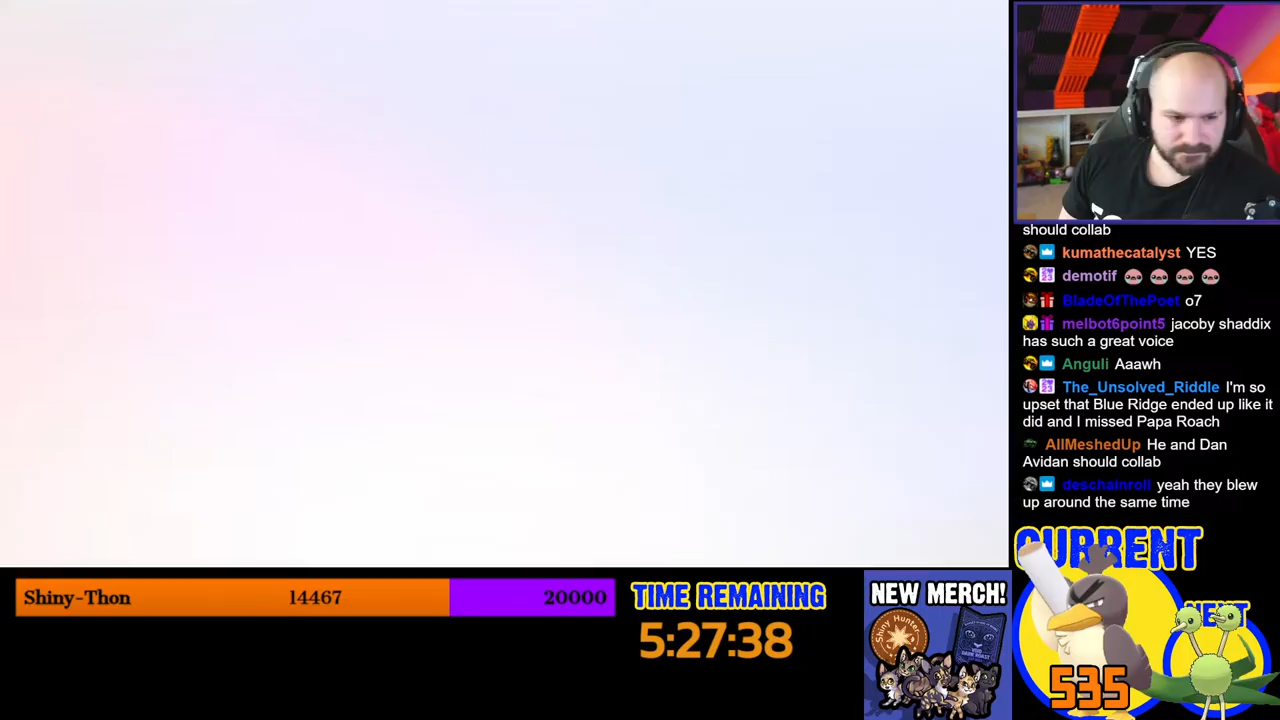 should collab
kumathecatalyst YES
demotif
BladeOfThePoet o7
melbot6point5 jacoby shaddix
has such a great voice
Anguli Aaawh
The_Unsolved_Riddle I'm so
upset that Blue Ridge ended up like it
did and I missed Papa Roach
AllMeshedUp He and Dan
Avidan should collab
deschainroll yeah they blew
up around the same time
CURRENT
NEXT
535
Shiny-Thon 14467 20000
TIME REMAINING
5:27:38
NEW MERCH!
Shiny Hunter